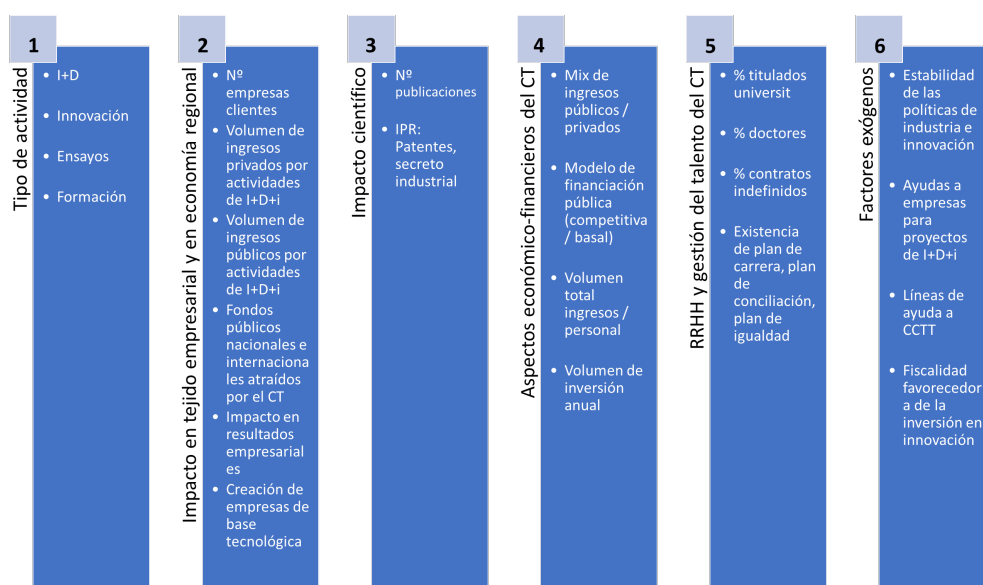 1
Tipo de actividad
• I+D
• Innovación
• Ensayos
• Formación
2
Impacto en tejido empresarial y en economía regional
• Nº
empresas
clientes
• Volumen de
ingresos
privados por
actividades
de I+D+i
• Volumen de
ingresos
públicos por
actividades
de I+D+i
• Fondos
públicos
nacionales e
internaciona
les atraídos
por el CT
• Impacto en
resultados
empresarial
es
• Creación de
empresas de
base
tecnológica
3
Impacto científico
• Nº
publicaciones
• IPR:
Patentes,
secreto
industrial
4
Aspectos económico-financieros del CT
• Mix de
ingresos
públicos /
privados
• Modelo de
financiación
pública
(competitiva
/ basal)
• Volumen
total
ingresos /
personal
• Volumen de
inversión
anual
5
RRHH y gestión del talento del CT
• % titulados
universit
• % doctores
• % contratos
indefinidos
• Existencia
de plan de
carrera, plan
de
conciliación,
plan de
igualdad
6
Factores exógenos
• Estabilidad
de las
políticas de
industria e
innovación
• Ayudas a
empresas
para
proyectos
de I+D+i
• Líneas de
ayuda a
CCTT
• Fiscalidad
favorecedor
a de la
inversión en
innovación